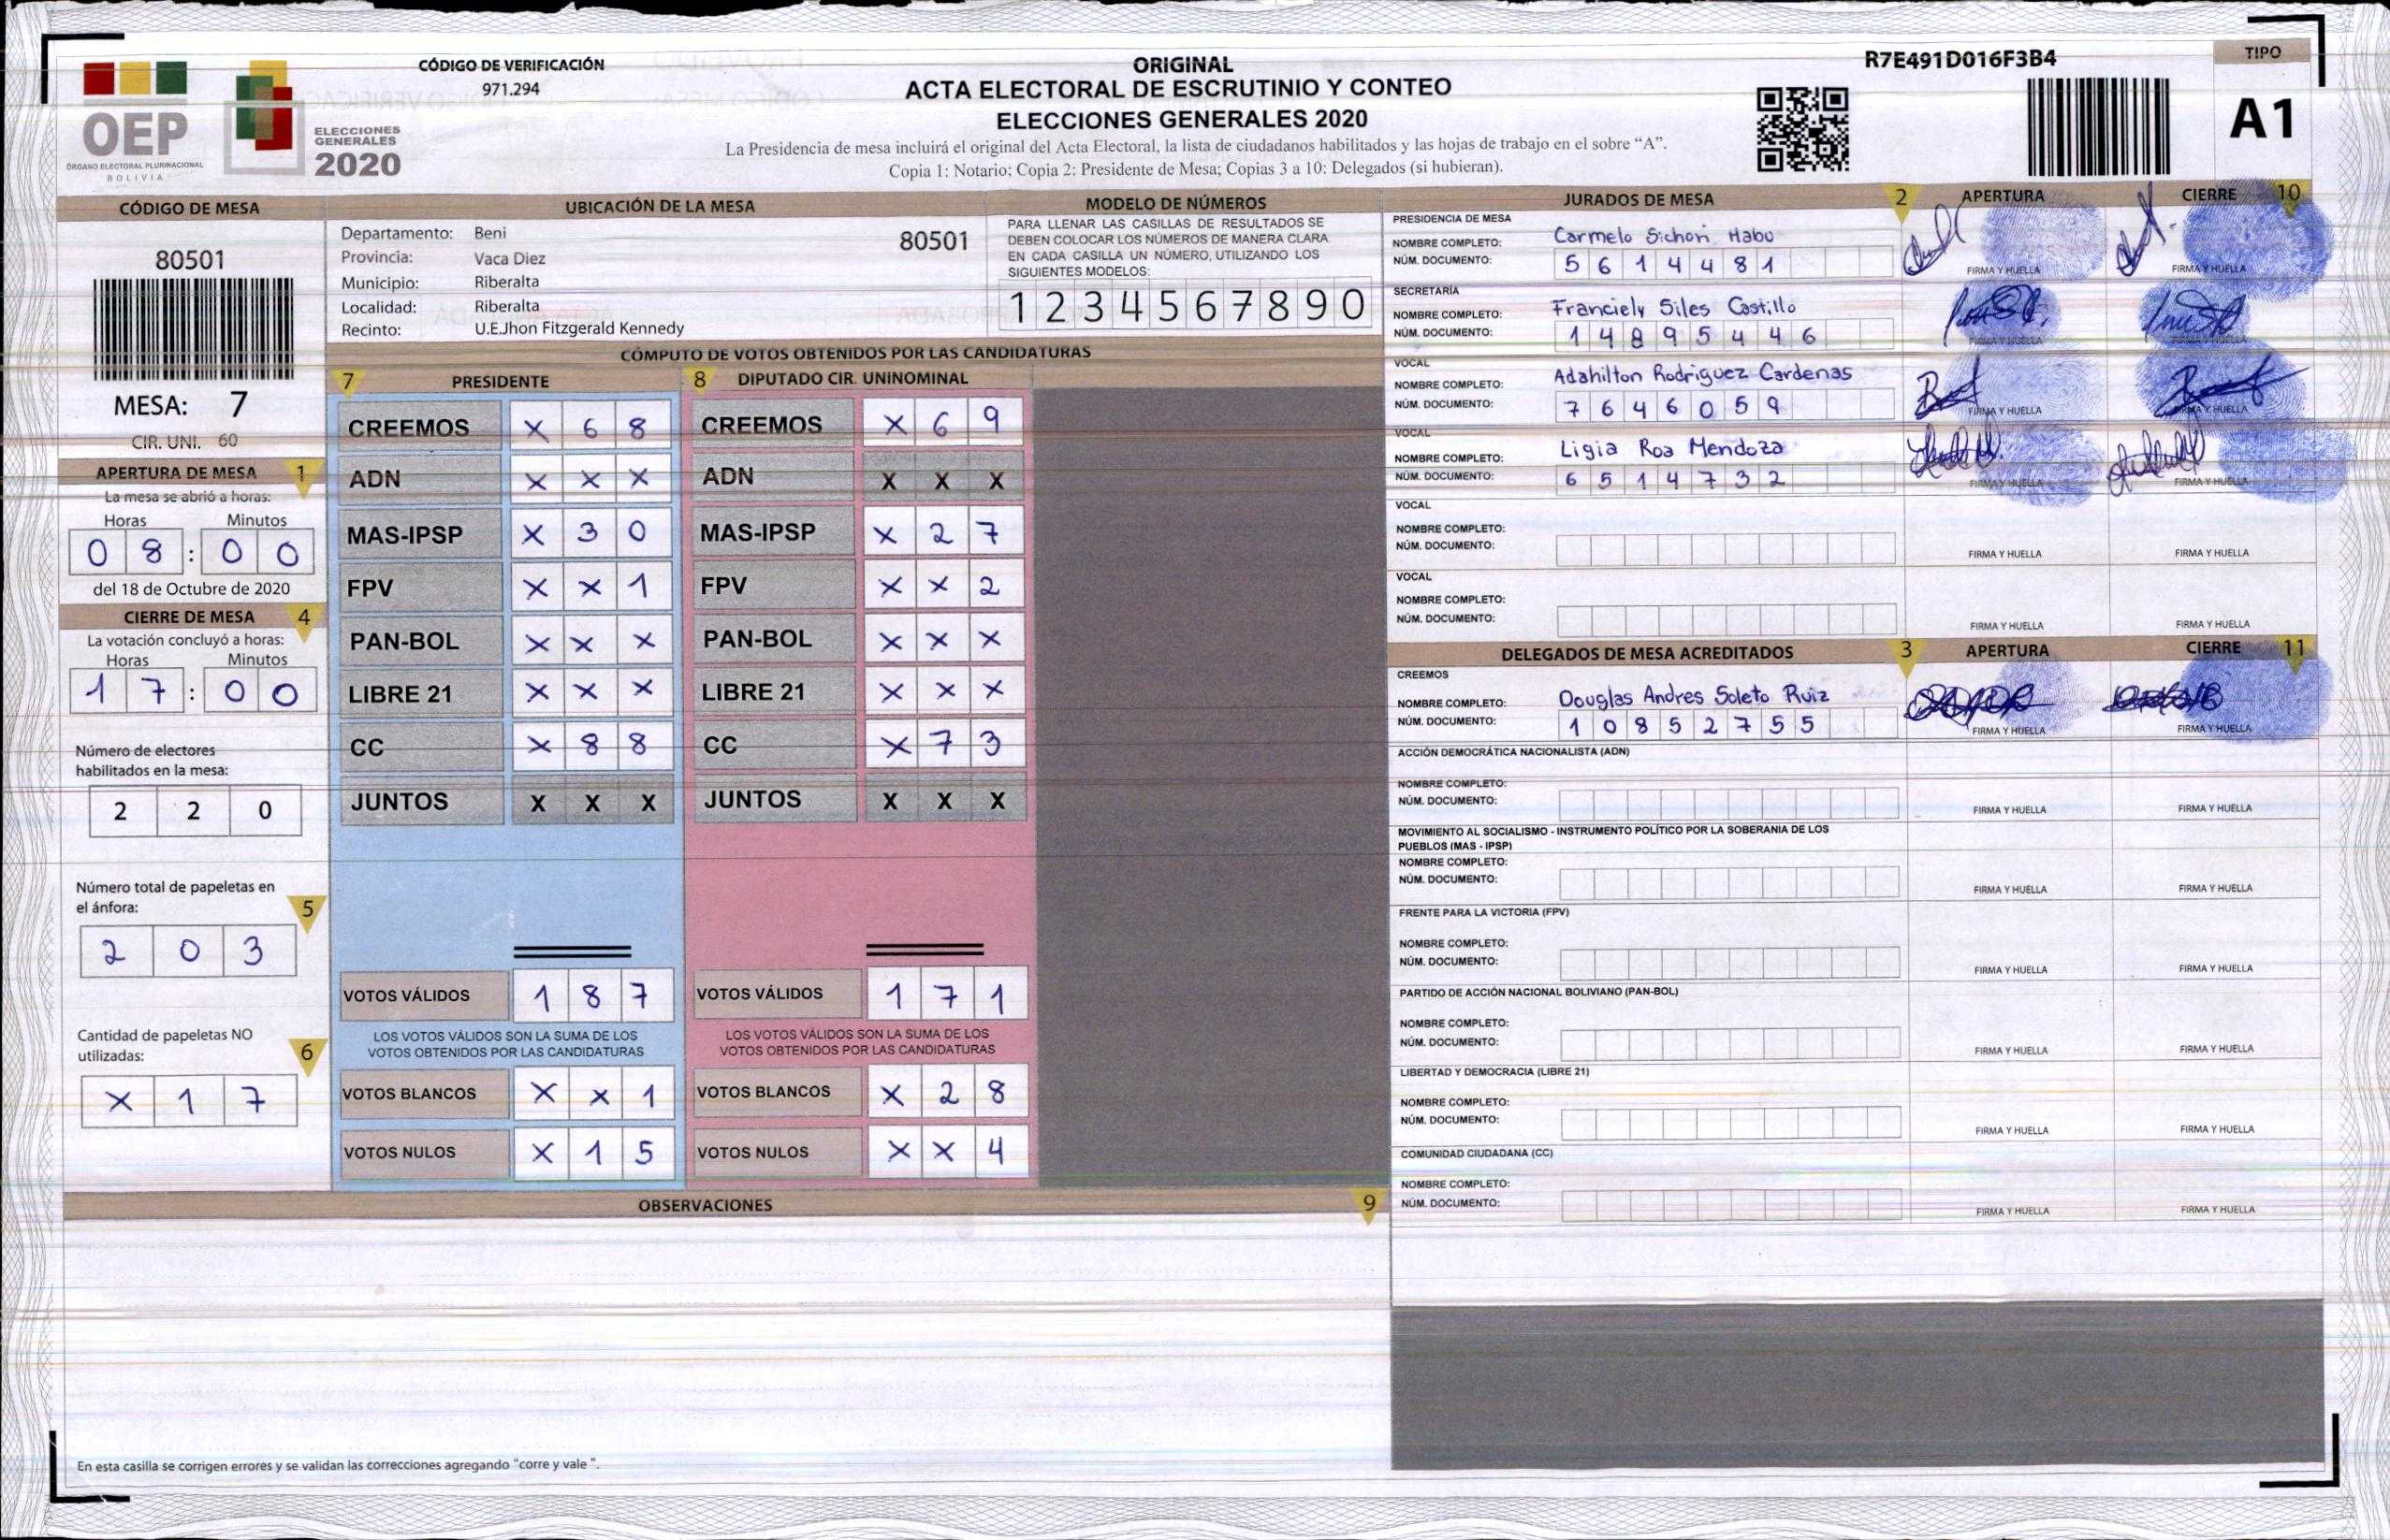 CÓDIGO DE VERIFICACIÓN
971.294
OEP
ÓRGANO ELECTORAL PLURINACIONAL
BOLIVIA
ELECCIONES
GENERALES
2020
ORIGINAL
ACTA ELECTORAL DE ESCRUTINIO Y CONTEO
ELECCIONES GENERALES 2020
La Presidencia de mesa incluirá el original del Acta Electoral, la lista de ciudadanos habilitados y las hojas de trabajo en el sobre “A”.
Copia 1: Notario; Copia 2: Presidente de Mesa; Copias 3 a 10: Delegados (si hubieran).
R7E491D016F3B4
TIPO
A1
CÓDIGO DE MESA
80501
MESA: 7
CIR. UNI. 60
APERTURA DE MESA 1
La mesa se abrió a horas:
Horas Minutos
0 8 : 0 0
del 18 de Octubre de 2020
CIERRE DE MESA 4
La votación concluyó a horas:
Horas Minutos
1 7 : 0 0
Número de electores
habilitados en la mesa:
2 2 0
Número total de papeletas en
el ánfora: 5
2 0 3
Cantidad de papeletas NO
utilizadas: 6
X 1 7
UBICACIÓN DE LA MESA
Departamento: Beni 80501
Provincia: Vaca Diez
Municipio: Riberalta
Localidad: Riberalta
Recinto: U.E.Jhon Fitzgerald Kennedy
MODELO DE NÚMEROS
PARA LLENAR LAS CASILLAS DE RESULTADOS SE
DEBEN COLOCAR LOS NÚMEROS DE MANERA CLARA
EN CADA CASILLA UN NÚMERO, UTILIZANDO LOS
SIGUIENTES MODELOS:
1 2 3 4 5 6 7 8 9 0
CÓMPUTO DE VOTOS OBTENIDOS POR LAS CANDIDATURAS
7 PRESIDENTE
CREEMOS X 6 8
ADN X X X
MAS-IPSP X 3 0
FPV X X 1
PAN-BOL X X X
LIBRE 21 X X X
CC X 8 8
JUNTOS X X X
VOTOS VÁLIDOS 1 8 7
LOS VOTOS VÁLIDOS SON LA SUMA DE LOS
VOTOS OBTENIDOS POR LAS CANDIDATURAS
VOTOS BLANCOS X X 1
VOTOS NULOS X 1 5
8 DIPUTADO CIR. UNINOMINAL
CREEMOS X 6 9
ADN X X X
MAS-IPSP X 2 7
FPV X X 2
PAN-BOL X X X
LIBRE 21 X X X
CC X 7 3
JUNTOS X X X
VOTOS VÁLIDOS 1 7 1
LOS VOTOS VÁLIDOS SON LA SUMA DE LOS
VOTOS OBTENIDOS POR LAS CANDIDATURAS
VOTOS BLANCOS X 2 8
VOTOS NULOS X X 4
OBSERVACIONES 9
En esta casilla se corrigen errores y se validan las correcciones agregando “corre y vale ”.
JURADOS DE MESA 2 APERTURA CIERRE 10
PRESIDENCIA DE MESA
NOMBRE COMPLETO: Carmelo Sichori Habu
NÚM. DOCUMENTO: 5 6 1 4 4 8 1
FIRMA Y HUELLA FIRMA Y HUELLA
SECRETARÍA
NOMBRE COMPLETO: Franciely Siles Castillo
NÚM. DOCUMENTO: 1 4 8 9 5 4 4 6
FIRMA Y HUELLA FIRMA Y HUELLA
VOCAL
NOMBRE COMPLETO: Adahilton Rodriguez Cardenas
NÚM. DOCUMENTO: 7 6 4 6 0 5 9
FIRMA Y HUELLA FIRMA Y HUELLA
VOCAL
NOMBRE COMPLETO: Ligia Roa Mendoza
NÚM. DOCUMENTO: 6 5 1 4 7 3 2
FIRMA Y HUELLA FIRMA Y HUELLA
VOCAL
NOMBRE COMPLETO:
NÚM. DOCUMENTO:
FIRMA Y HUELLA FIRMA Y HUELLA
VOCAL
NOMBRE COMPLETO:
NÚM. DOCUMENTO:
FIRMA Y HUELLA FIRMA Y HUELLA
DELEGADOS DE MESA ACREDITADOS 3 APERTURA CIERRE 11
CREEMOS
NOMBRE COMPLETO: Douglas Andres Soleto Ruiz
NÚM. DOCUMENTO: 1 0 8 5 2 7 5 5
FIRMA Y HUELLA FIRMA Y HUELLA
ACCIÓN DEMOCRÁTICA NACIONALISTA (ADN)
NOMBRE COMPLETO:
NÚM. DOCUMENTO:
FIRMA Y HUELLA FIRMA Y HUELLA
MOVIMIENTO AL SOCIALISMO - INSTRUMENTO POLÍTICO POR LA SOBERANIA DE LOS
PUEBLOS (MAS - IPSP)
NOMBRE COMPLETO:
NÚM. DOCUMENTO:
FIRMA Y HUELLA FIRMA Y HUELLA
FRENTE PARA LA VICTORIA (FPV)
NOMBRE COMPLETO:
NÚM. DOCUMENTO:
FIRMA Y HUELLA FIRMA Y HUELLA
PARTIDO DE ACCIÓN NACIONAL BOLIVIANO (PAN-BOL)
NOMBRE COMPLETO:
NÚM. DOCUMENTO:
FIRMA Y HUELLA FIRMA Y HUELLA
LIBERTAD Y DEMOCRACIA (LIBRE 21)
NOMBRE COMPLETO:
NÚM. DOCUMENTO:
FIRMA Y HUELLA FIRMA Y HUELLA
COMUNIDAD CIUDADANA (CC)
NOMBRE COMPLETO:
NÚM. DOCUMENTO:
FIRMA Y HUELLA FIRMA Y HUELLA